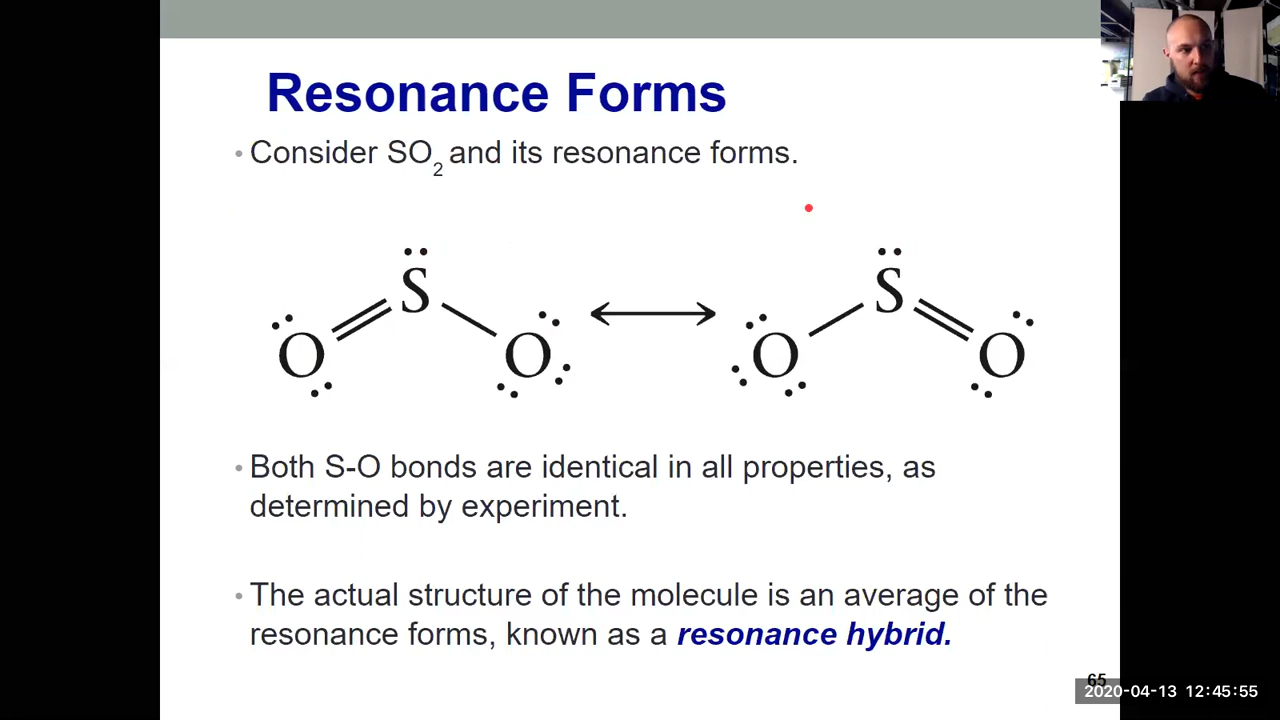 Resonance Forms
• Consider SO₂ and its resonance forms.
S S
O O O O
• Both S-O bonds are identical in all properties, as
determined by experiment.
• The actual structure of the molecule is an average of the
resonance forms, known as a resonance hybrid.
65
2020-04-13 12:45:55